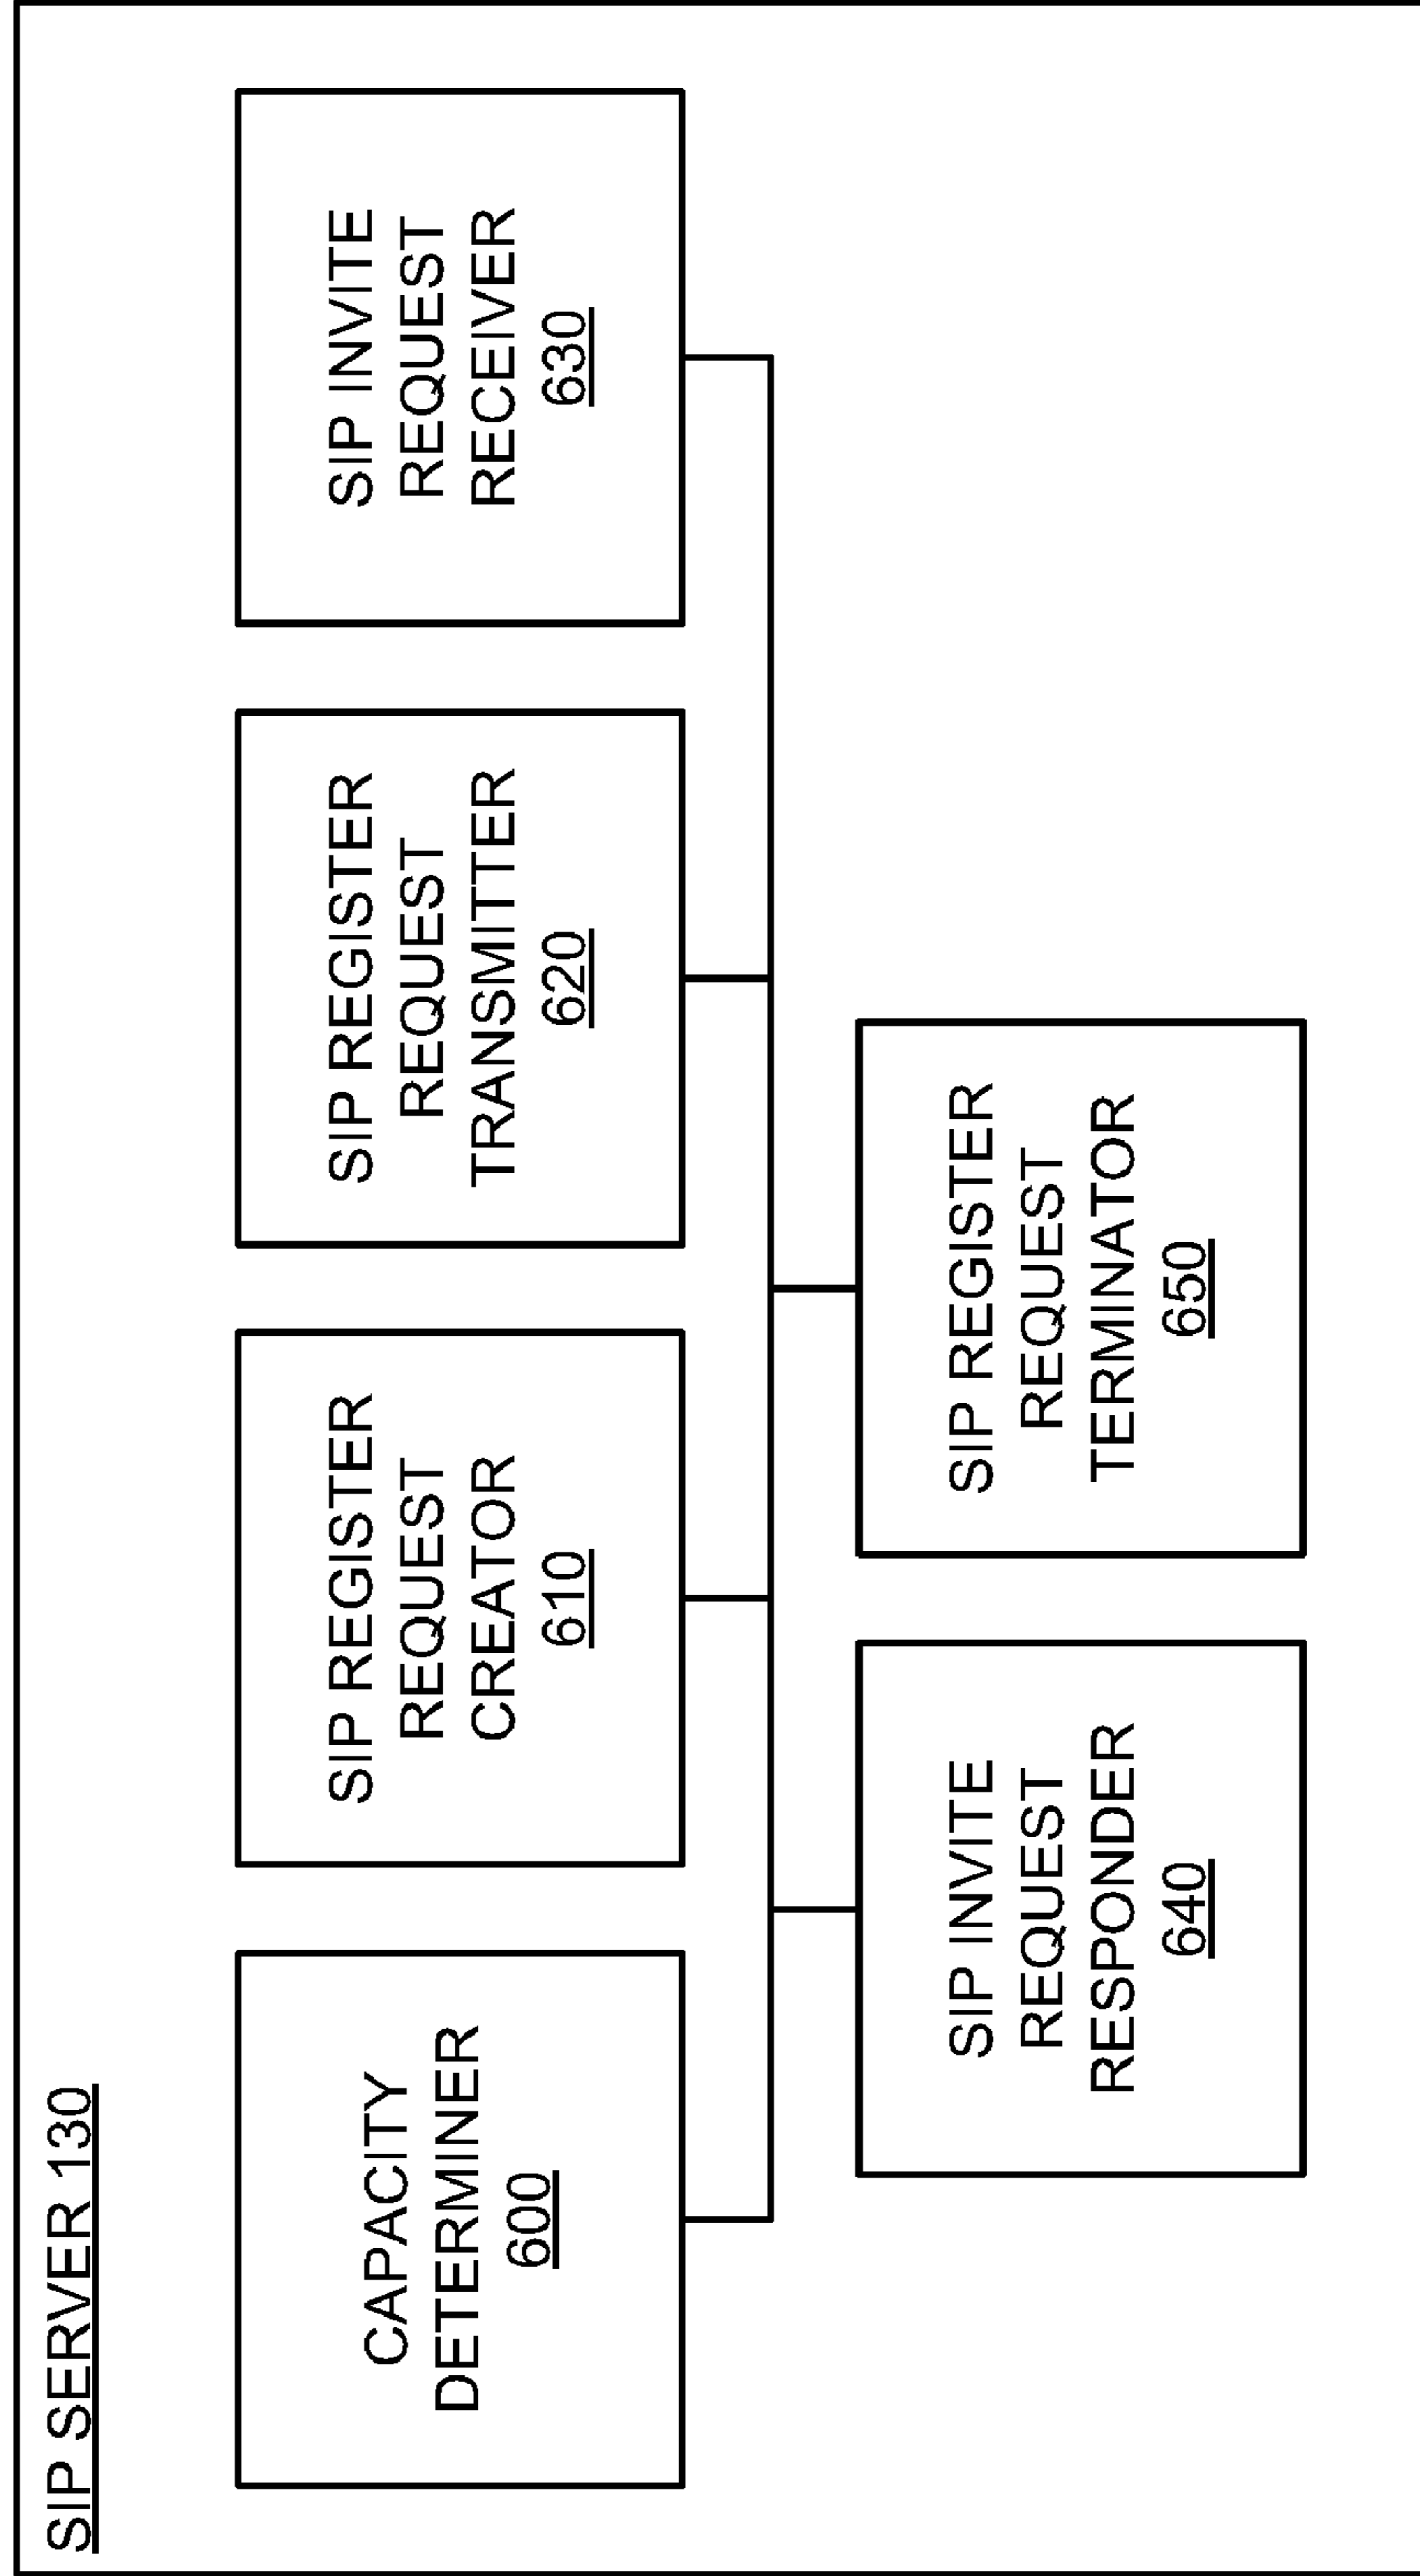 SIP SERVER 130
CAPACITY
DETERMINER
600
SIP REGISTER
REQUEST
CREATOR
610
SIP REGISTER
REQUEST
TRANSMITTER
620
SIP INVITE
REQUEST
RECEIVER
630
SIP INVITE
REQUEST
RESPONDER
640
SIP REGISTER
REQUEST
TERMINATOR
650